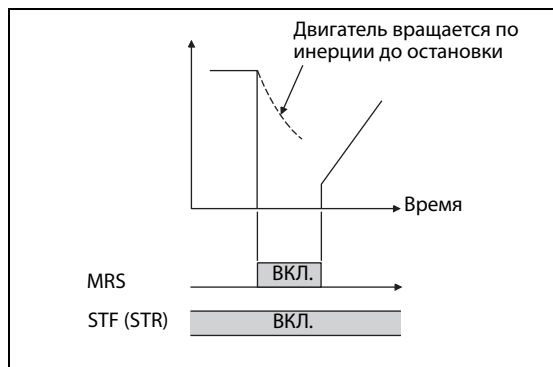 Двигатель вращается по
инерции до остановки
Время
MRS
ВКЛ.
STF (STR)
ВКЛ.